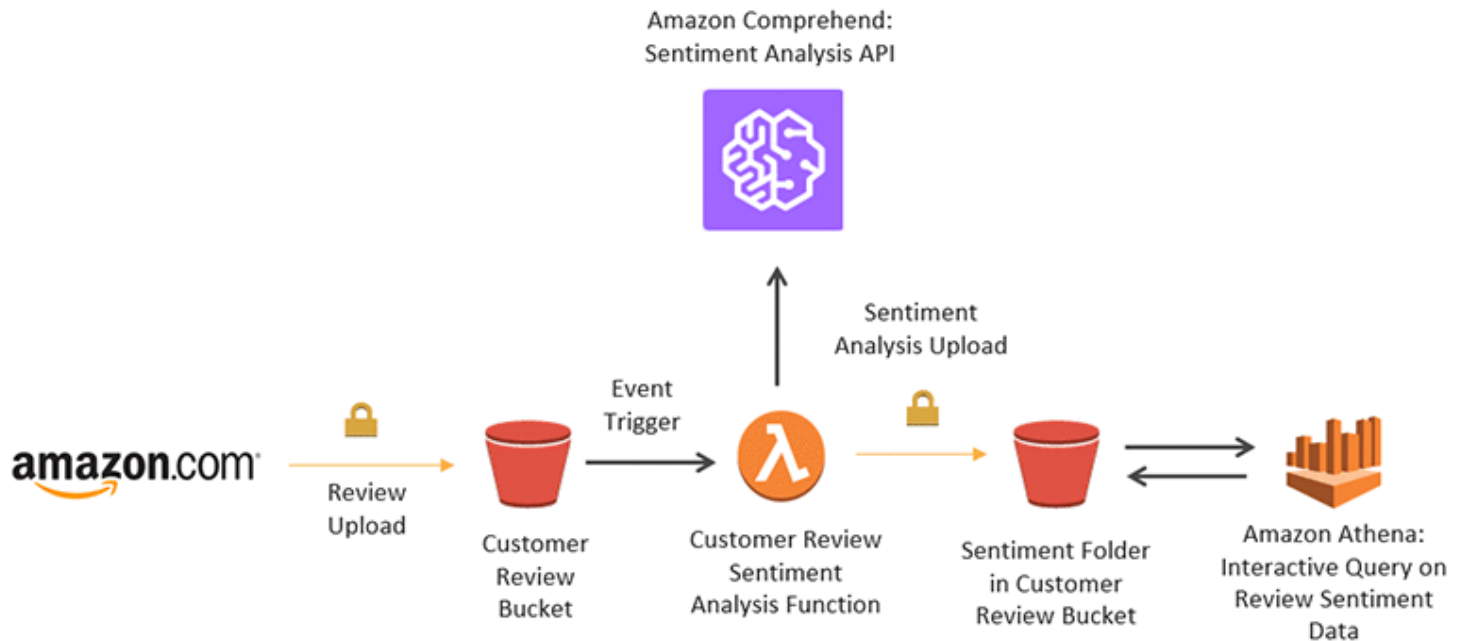 Amazon Comprehend:
Sentiment Analysis API
Sentiment
Analysis Upload
Event
Trigger
amazon.com
Review
Upload
Customer
Review
Bucket
Customer Review
Sentiment
Analysis Function
Sentiment Folder
in Customer
Review Bucket
Amazon Athena:
Interactive Query on
Review Sentiment
Data